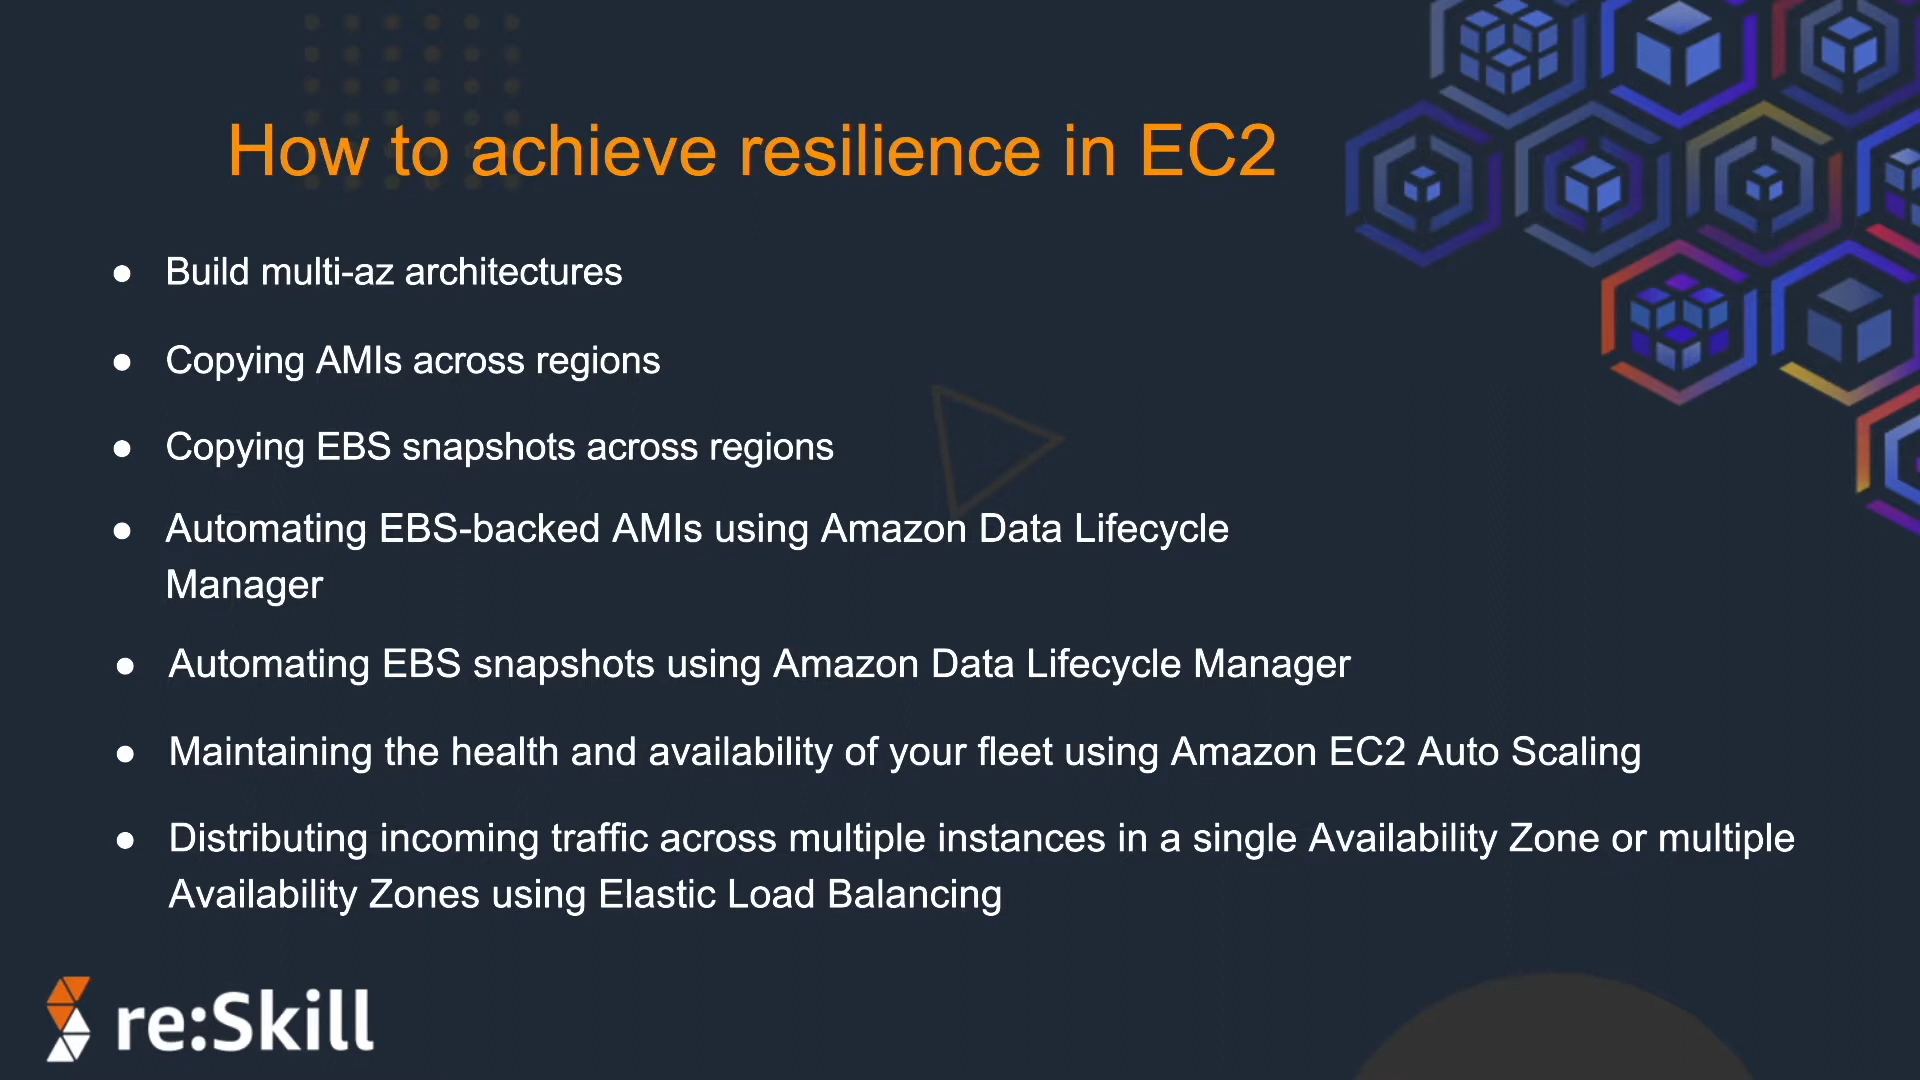 How to achieve resilience in EC2
● Build multi-az architectures
● Copying AMIs across regions
● Copying EBS snapshots across regions
● Automating EBS-backed AMIs using Amazon Data Lifecycle
Manager
● Automating EBS snapshots using Amazon Data Lifecycle Manager
● Maintaining the health and availability of your fleet using Amazon EC2 Auto Scaling
● Distributing incoming traffic across multiple instances in a single Availability Zone or multiple
Availability Zones using Elastic Load Balancing
re:Skill